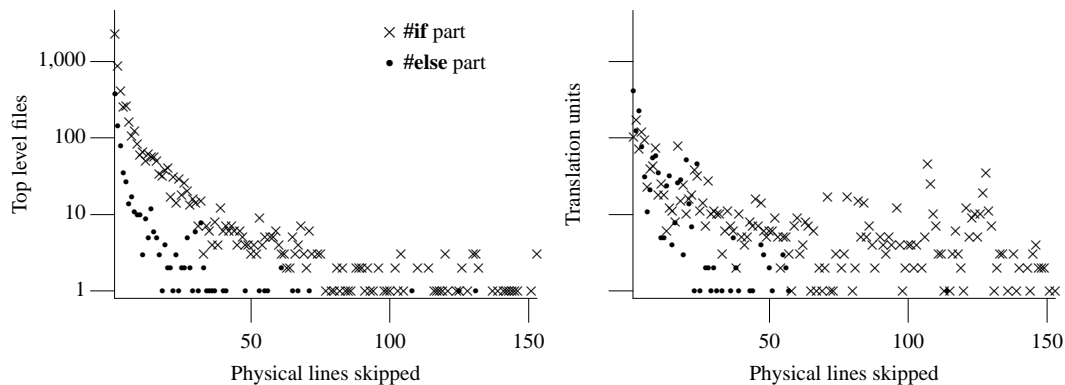 #if part
#else part
1,000
100
10
1
Top level files
50
100
150
Physical lines skipped
Translation units
50
100
150
Physical lines skipped